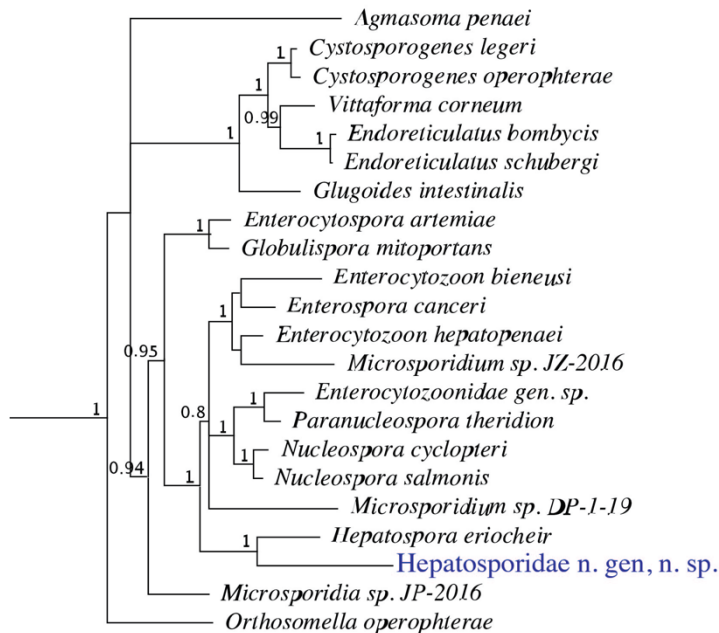 Agmasoma penaei
Cystosporogenes legeri
1
Cystosporogenes operophterae
1
Vittaforma corneum
0.99
Endoreticulatus bombycis
1
1
Endoreticulatus schubergi
Glugoides intestinalis
Enterocytospora artemiae
1
Globulispora mitoportans
Enterocytozoon bieneusi
Enterospora canceri
1
Enterocytozoon hepatopenaei
0.95
Microsporidium sp. JZ-2016
Enterocytozoonidae gen. sp.
1
0.8
1
Paranucleospora theridion
1
Nucleospora cyclopteri
1
0.94
1
Nucleospora salmonis
Microsporidium sp. DP-1-19
Hepatospora eriocheir
1
Hepatosporidae n. gen, n. sp.
Microsporidia sp. JP-2016
Orthosomella operophterae